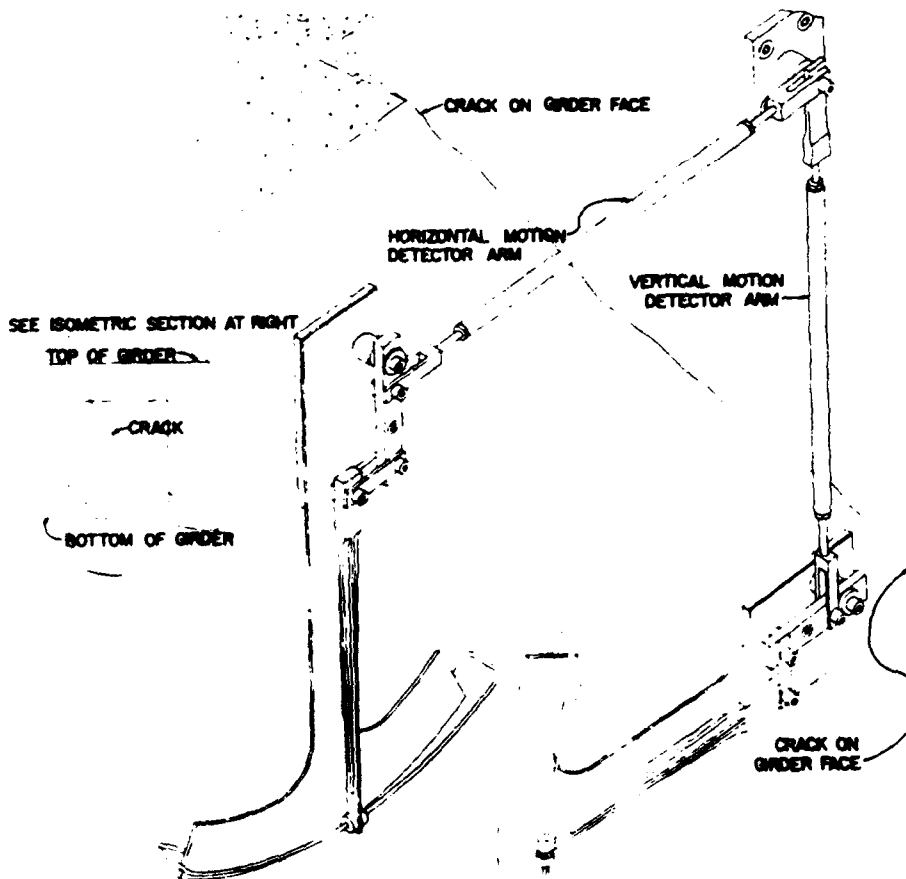 CRACK ON GIRDER FACE
HORIZONTAL MOTION
DETECTOR ARM
VERTICAL MOTION
DETECTOR ARM
SEE ISOMETRIC SECTION AT RIGHT
TOP OF GIRDER
CRACK
BOTTOM OF GIRDER
CRACK ON
GIRDER FACE